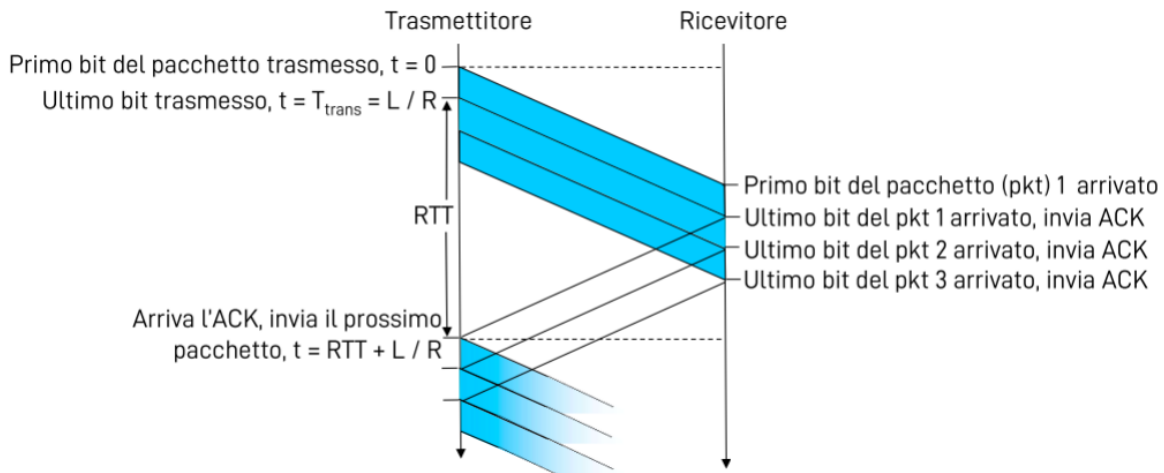 Trasmettitore
Ricevitore
Primo bit del pacchetto trasmesso, t = 0
Ultimo bit trasmesso, t = Ttrans = L / R
RTT
Primo bit del pacchetto (pkt) 1 arrivato
Ultimo bit del pkt 1 arrivato, invia ACK
Ultimo bit del pkt 2 arrivato, invia ACK
Ultimo bit del pkt 3 arrivato, invia ACK
Arriva l'ACK, invia il prossimo
pacchetto, t = RTT + L / R